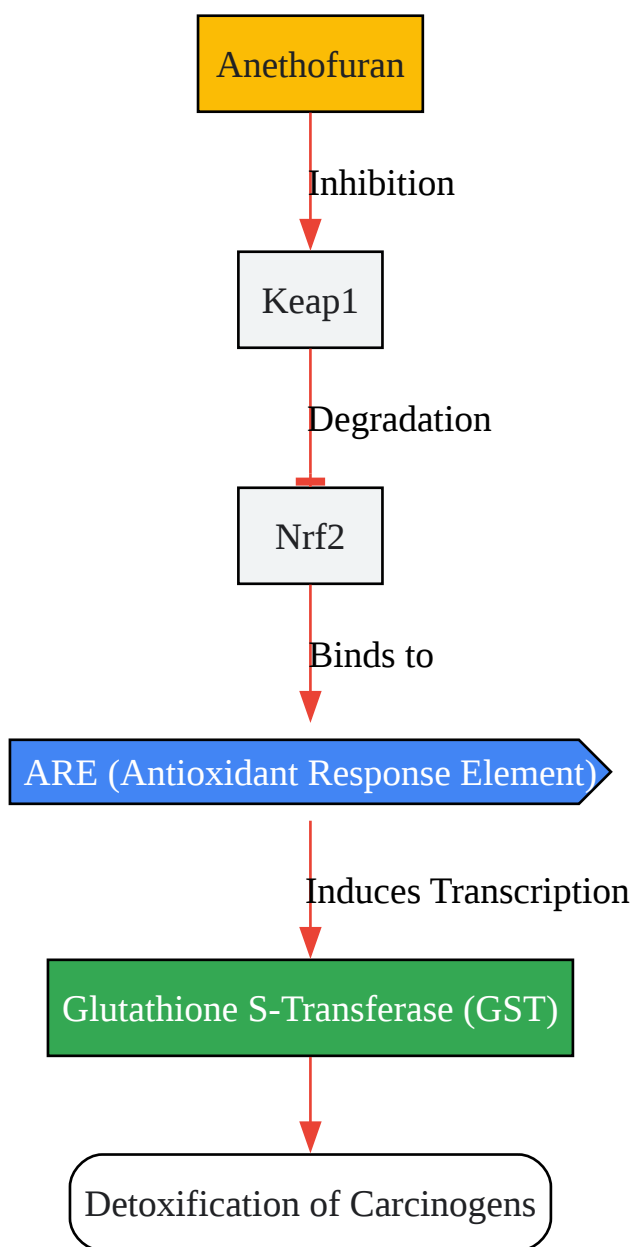 Anethofuran
Inhibition
Keap1
Degradation
Nrf2
Binds to
ARE (Antioxidant Response Element)
Induces Transcription
Glutathione S-Transferase (GST)
Detoxification of Carcinogens